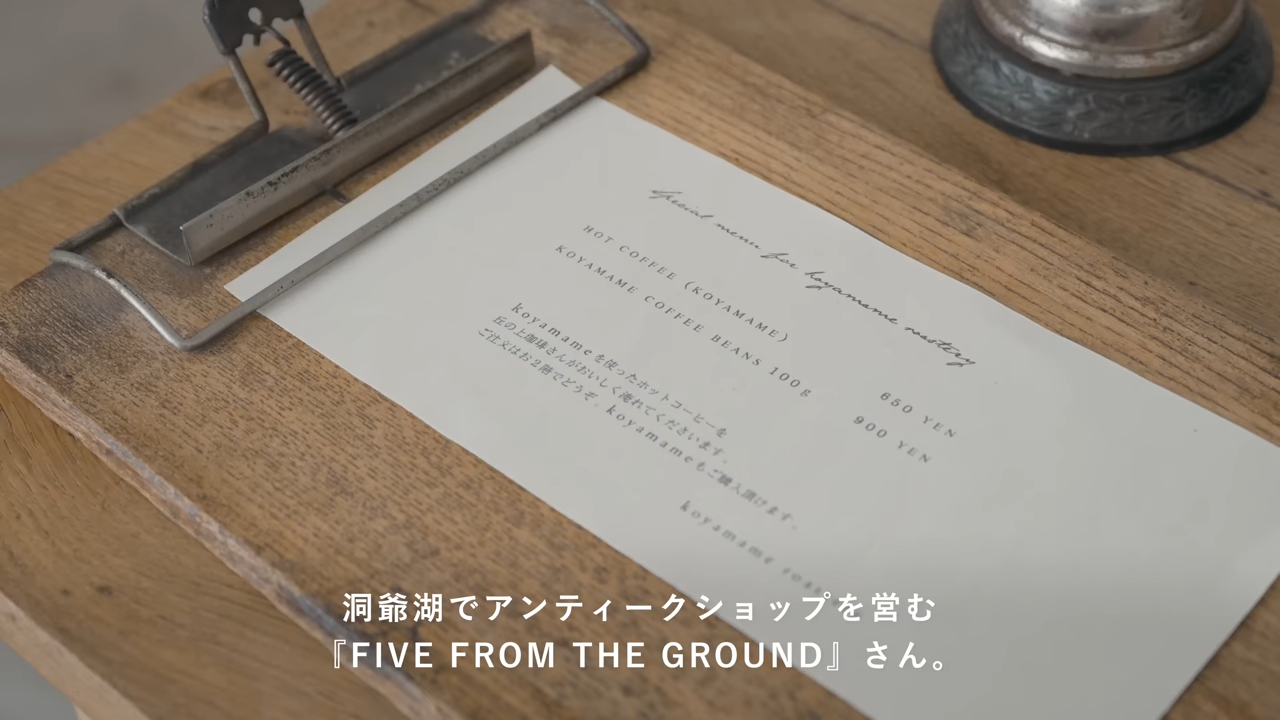 Special menu for koyamame roastery
HOT COFFEE (KOYAMAME) 650 YEN
KOYAMAME COFFEE BEANS 100g 900 YEN
koyamameを使ったホットコーヒーを
丘の上珈琲さんがおいしく淹れてくださいます。
ご注文はお2階でどうぞ。koyamameもご購入頂けます。
koyamame
洞爺湖でアンティークショップを営む
『FIVE FROM THE GROUND』さん。